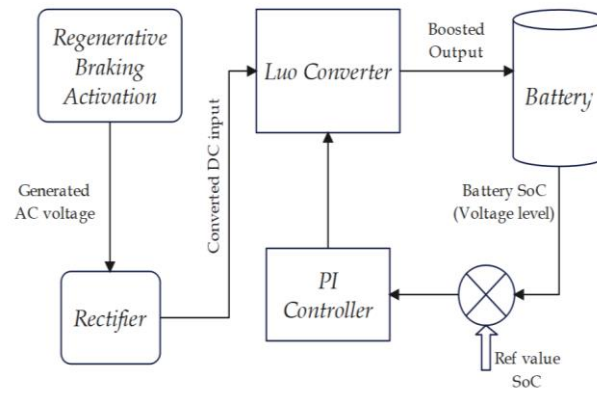 Regenerative
Braking
Activation
Generated
AC voltage
Rectifier
Converted DC input
Luo Converter
Boosted
Output
Battery
Battery SoC
(Voltage level)
PI
Controller
Ref value
SoC